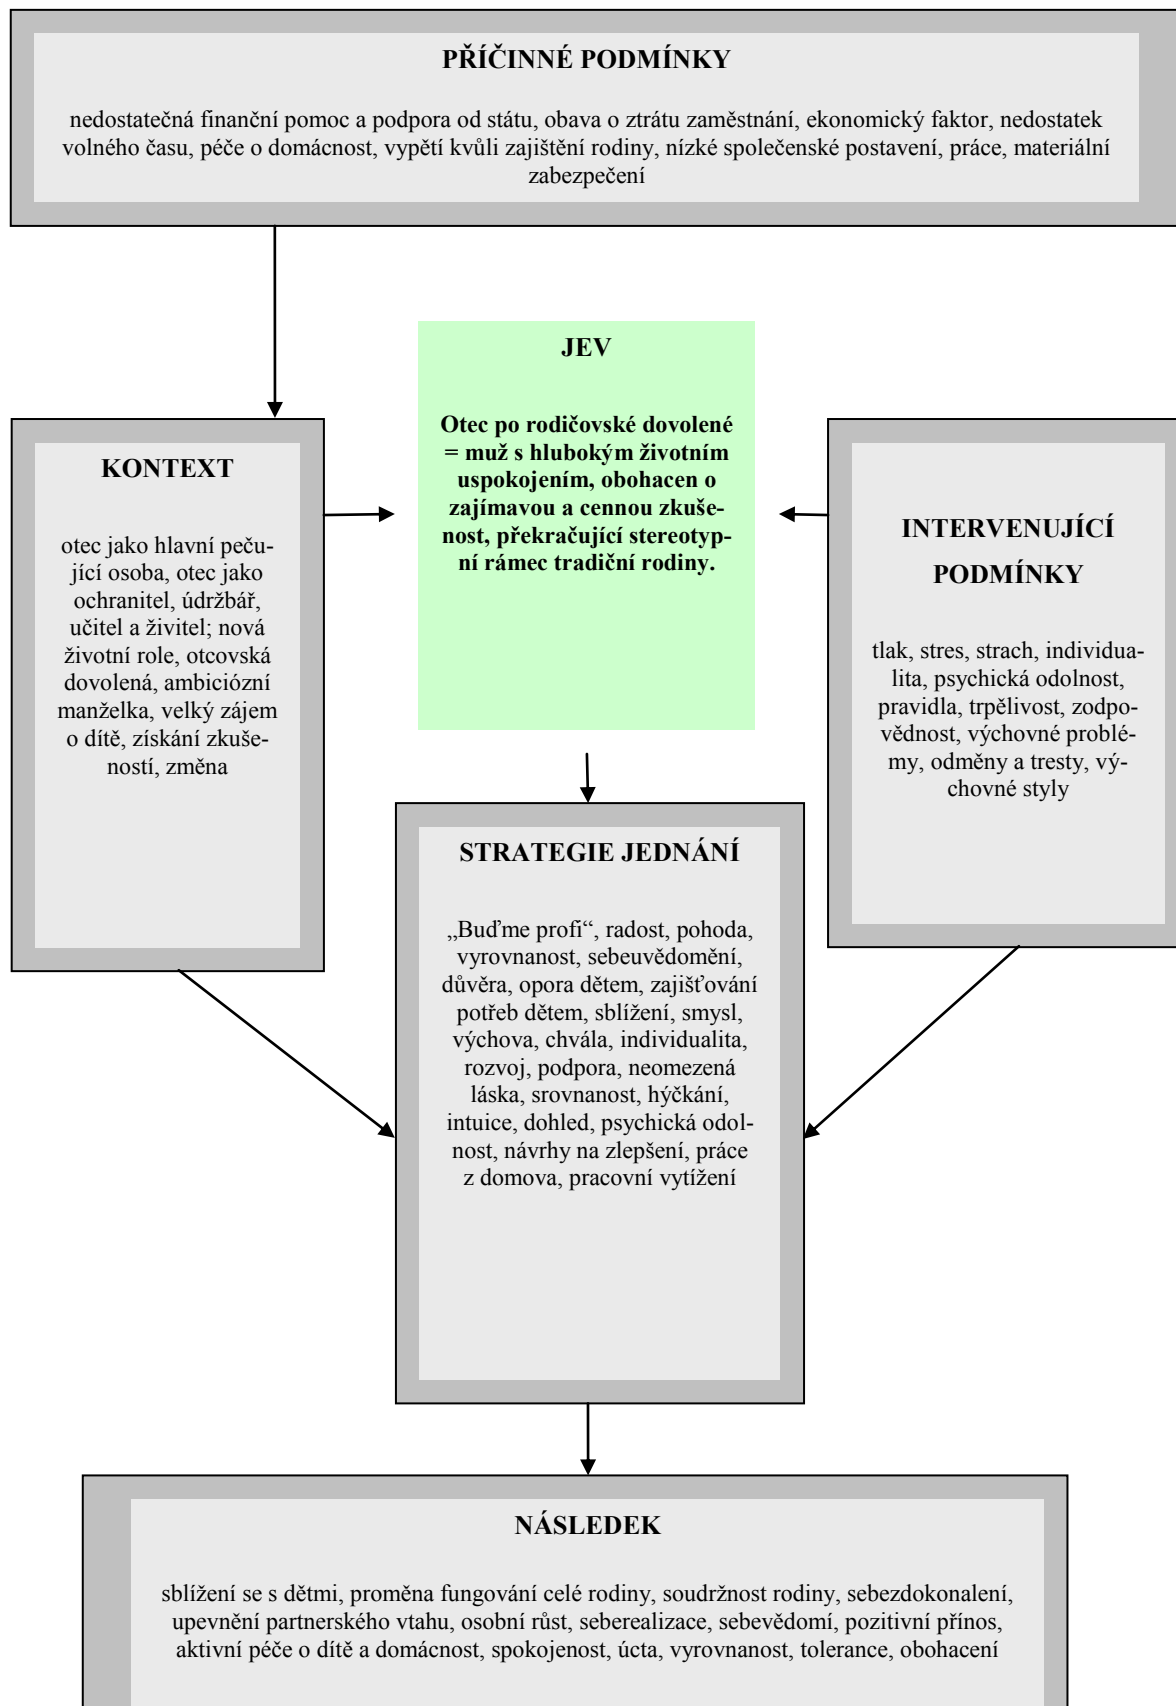 PŘÍČINNÉ PODMÍNKY
nedostatečná finanční pomoc a podpora od státu, obava o ztrátu zaměstnání, ekonomický faktor, nedostatek
volného času, péče o domácnost, vypětí kvůli zajištění rodiny, nízké společenské postavení, práce, materiální
zabezpečení
JEV
Otec po rodičovské dovolené
= muž s hlubokým životním
uspokojením, obohacen o
zajímavou a cennou zkuše-
nost, překračující stereotyp-
ní rámec tradiční rodiny.
KONTEXT
otec jako hlavní peču-
jící osoba, otec jako
ochranitel, údržbář,
učitel a živitel; nová
životní role, otcovská
dovolená, ambiciózní
manželka, velký zájem
o dítě, získání zkuše-
ností, změna
INTERVENUJÍCÍ
PODMÍNKY
tlak, stres, strach, individua-
lita, psychická odolnost,
pravidla, trpělivost, zodpo-
vědnost, výchovné problé-
my, odměny a tresty, vý-
chovné styly
STRATEGIE JEDNÁNÍ
„Buďme profi“, radost, pohoda,
vyrovnanost, sebeuvědomění,
důvěra, opora dětem, zajišťování
potřeb dětem, sblížení, smysl,
výchova, chvála, individualita,
rozvoj, podpora, neomezená
láska, srovnanost, hýčkání,
intuice, dohled, psychická odol-
nost, návrhy na zlepšení, práce
z domova, pracovní vytížení
NÁSLEDEK
sblížení se s dětmi, proměna fungování celé rodiny, soudržnost rodiny, sebezdokonalení,
upevnění partnerského vtahu, osobní růst, seberealizace, sebevědomí, pozitivní přínos,
aktivní péče o dítě a domácnost, spokojenost, úcta, vyrovnanost, tolerance, obohacení